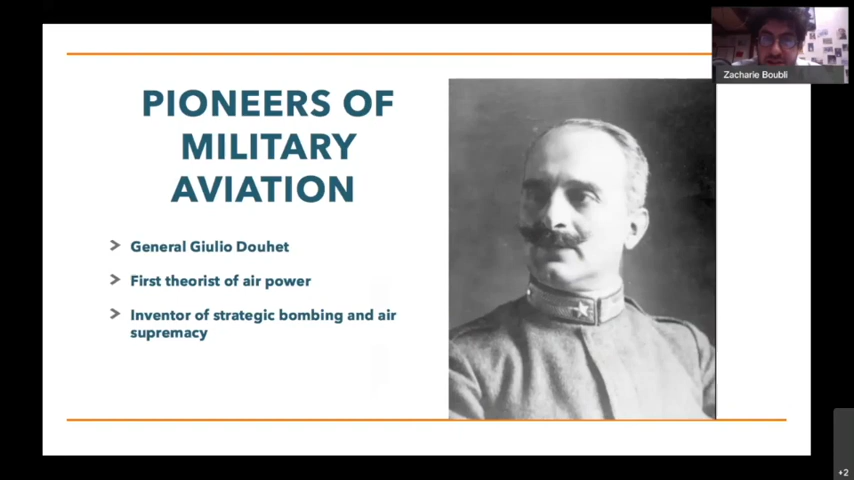 PIONEERS OF
MILITARY
AVIATION
General Giulio Douhet
First theorist of air power
Inventor of strategic bombing and air
supremacy
Zacharie Boubli
+2